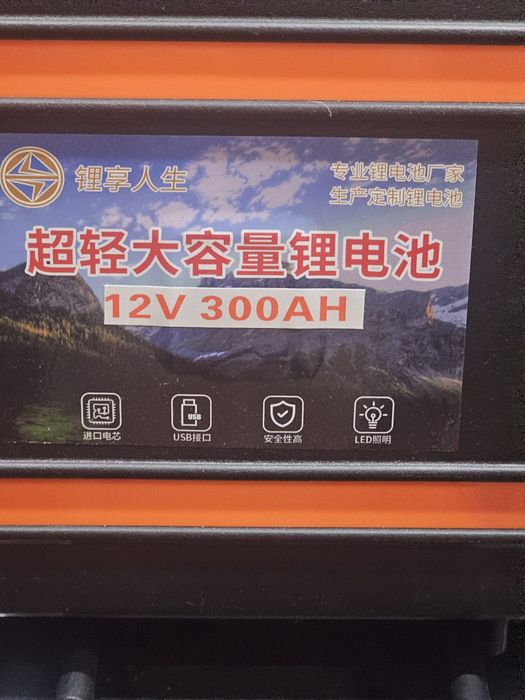 锂享人生
专业锂电池厂家
生产定制锂电池
超轻大容量锂电池
12V 300AH
进口电芯
USB
USB接口
安全性高
LED照明